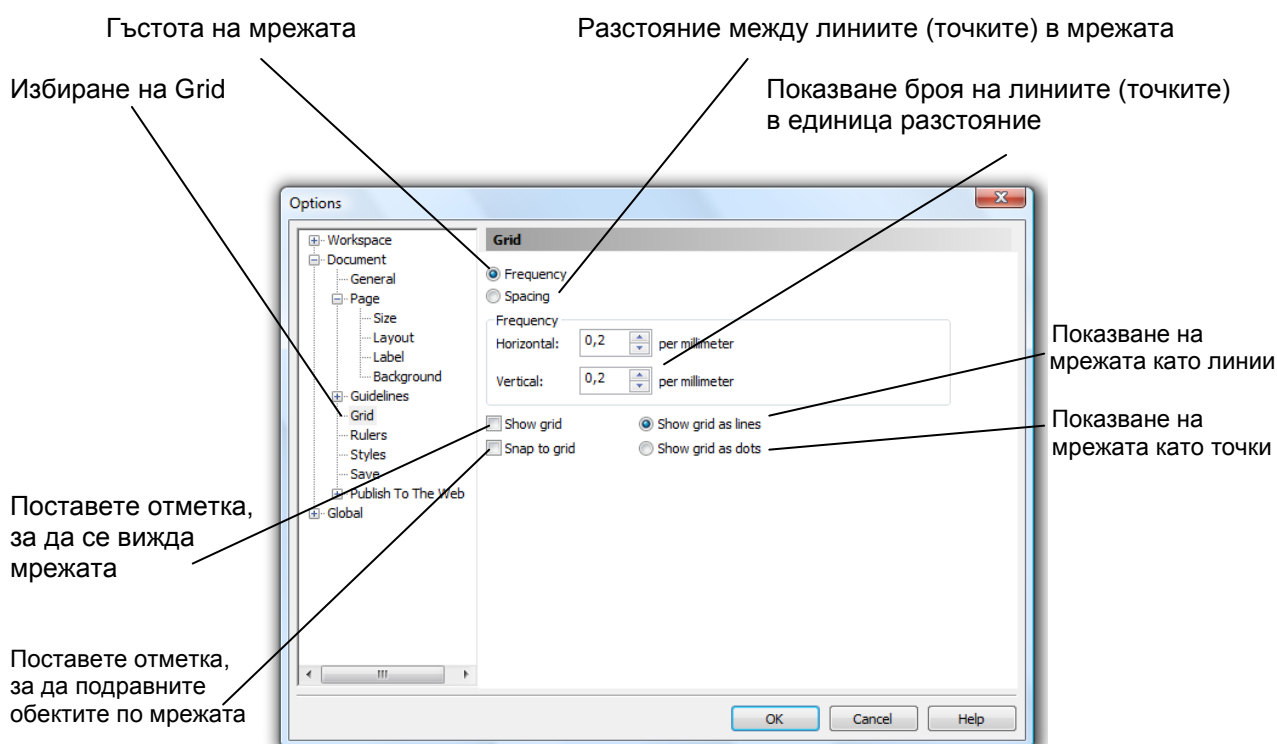 Гъстота на мрежата
Разстояние между линиите (точките) в мрежата
Избиране на Grid
Показване броя на линиите (точките)
в единица разстояние
Options
Workspace
Document
General
Page
Size
Layout
Label
Background
Guidelines
Grid
Rulers
Styles
Save
Publish To The Web
Global
Grid
Frequency
Spacing
Frequency
Horizontal: 0,2 per millimeter
Vertical: 0,2 per millimeter
Show grid
Show grid as lines
Snap to grid
Show grid as dots
Показване на
мрежата като линии
Показване на
мрежата като точки
Поставете отметка,
за да се вижда
мрежата
Поставете отметка,
за да подравните
обектите по мрежата
OK
Cancel
Help